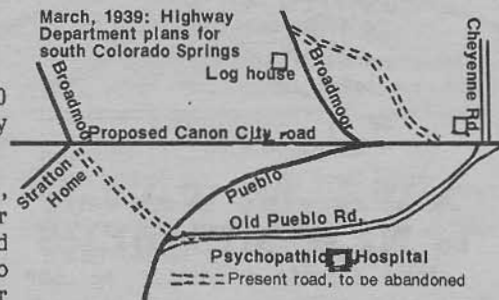 March, 1939: Highway
Department plans for
south Colorado Springs
Log house
Broadmoor
Broadmoor
Cheyenne Rd.
Proposed Canon City road
Stratton
Home
Pueblo
Old Pueblo Rd.
Psychopathic Hospital
Present road, to be abandoned